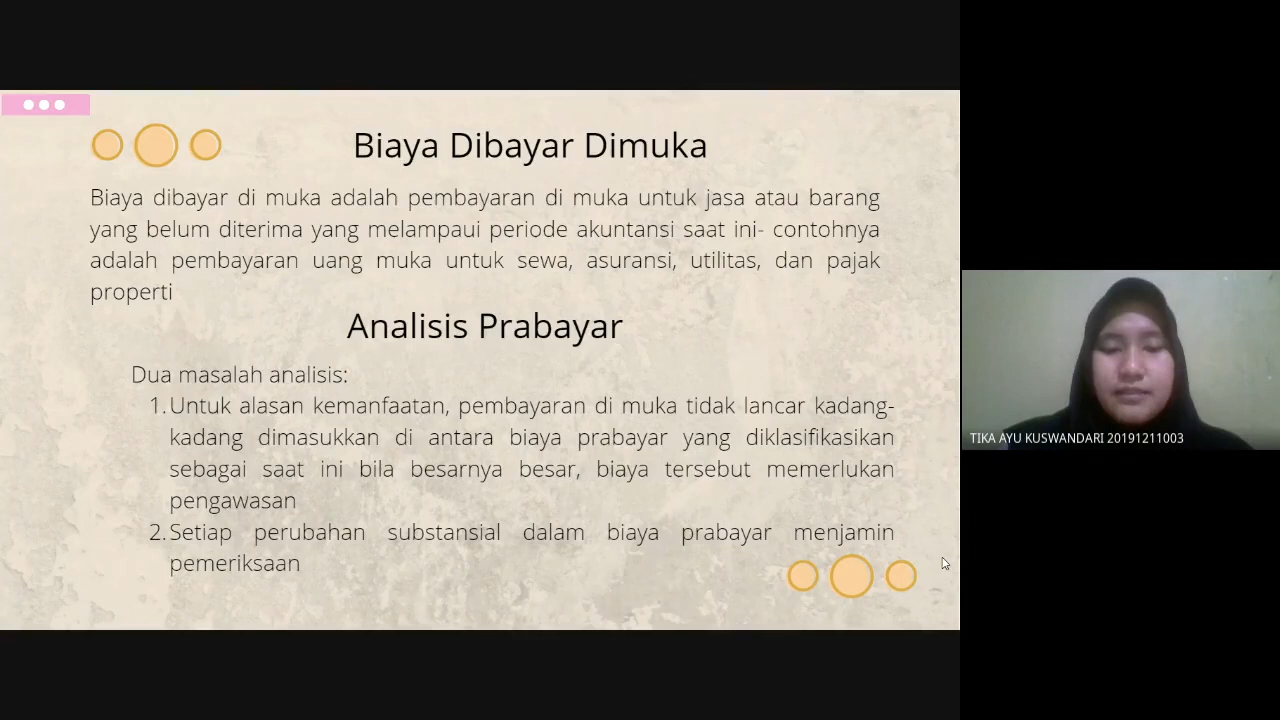 Biaya Dibayar Dimuka
Biaya dibayar di muka adalah pembayaran di muka untuk jasa atau barang
yang belum diterima yang melampaui periode akuntansi saat ini- contohnya
adalah pembayaran uang muka untuk sewa, asuransi, utilitas, dan pajak
properti
Analisis Prabayar
Dua masalah analisis:
1. Untuk alasan kemanfaatan, pembayaran di muka tidak lancar kadang-
kadang dimasukkan di antara biaya prabayar yang diklasifikasikan
sebagai saat ini bila besarnya besar, biaya tersebut memerlukan
pengawasan
2. Setiap perubahan substansial dalam biaya prabayar menjamin
pemeriksaan
TIKA AYU KUSWANDARI 20191211003